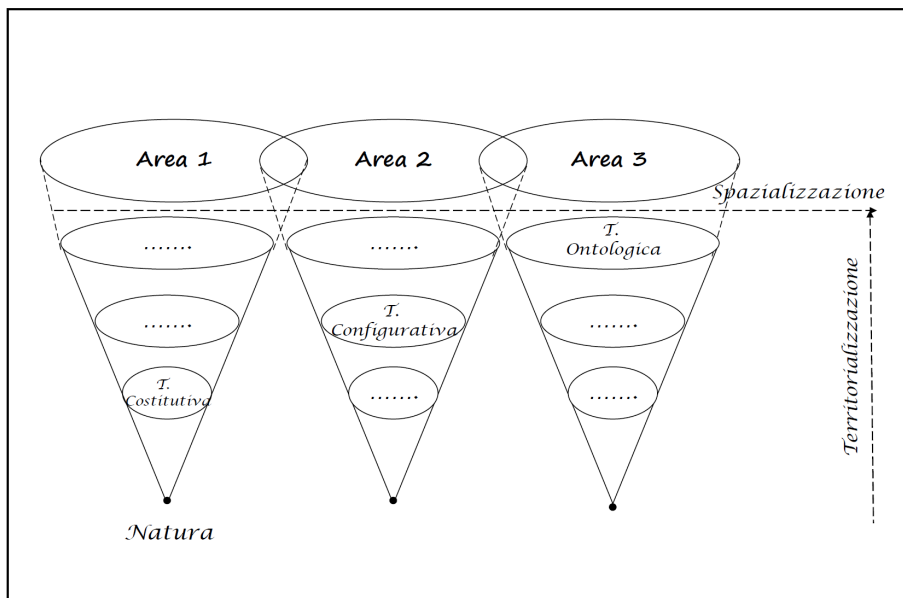 Area 1
Area 2
Area 3
Spazializzazione
.......
.......
T.
Ontologica
.......
T.
Configurativa
.......
T.
Costitutiva
.......
.......
Natura
Territorializzazione